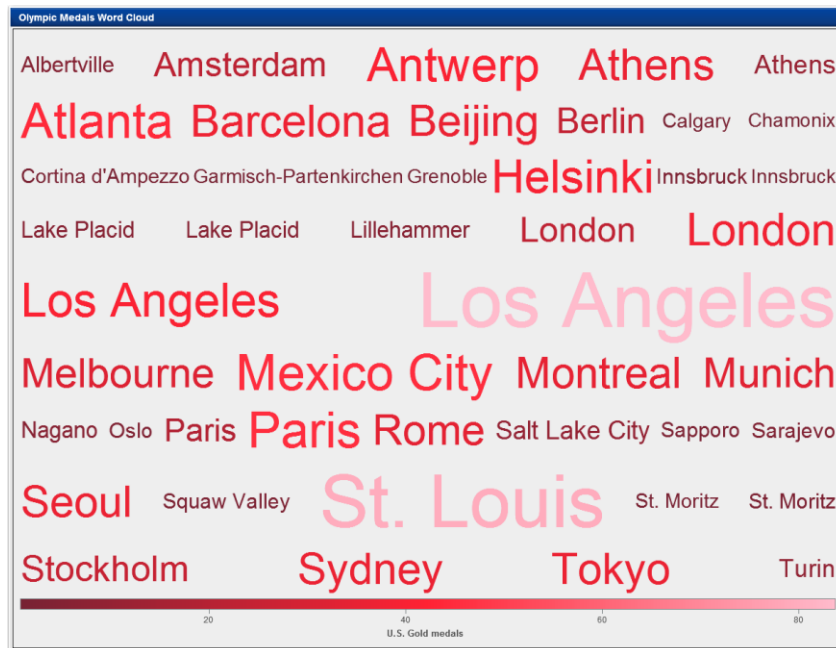 Olympic Medals Word Cloud
Albertville Amsterdam Antwerp Athens Athens
Atlanta Barcelona Beijing Berlin Calgary Chamonix
Cortina d'Ampezzo Garmisch-Partenkirchen Grenoble Helsinki Innsbruck Innsbruck
Lake Placid Lake Placid Lillehammer London London
Los Angeles Los Angeles
Melbourne Mexico City Montreal Munich
Nagano Oslo Paris Paris Rome Salt Lake City Sapporo Sarajevo
Seoul Squaw Valley St. Louis St. Moritz St. Moritz
Stockholm Sydney Tokyo Turin
20 40 60 80
U.S. Gold medals